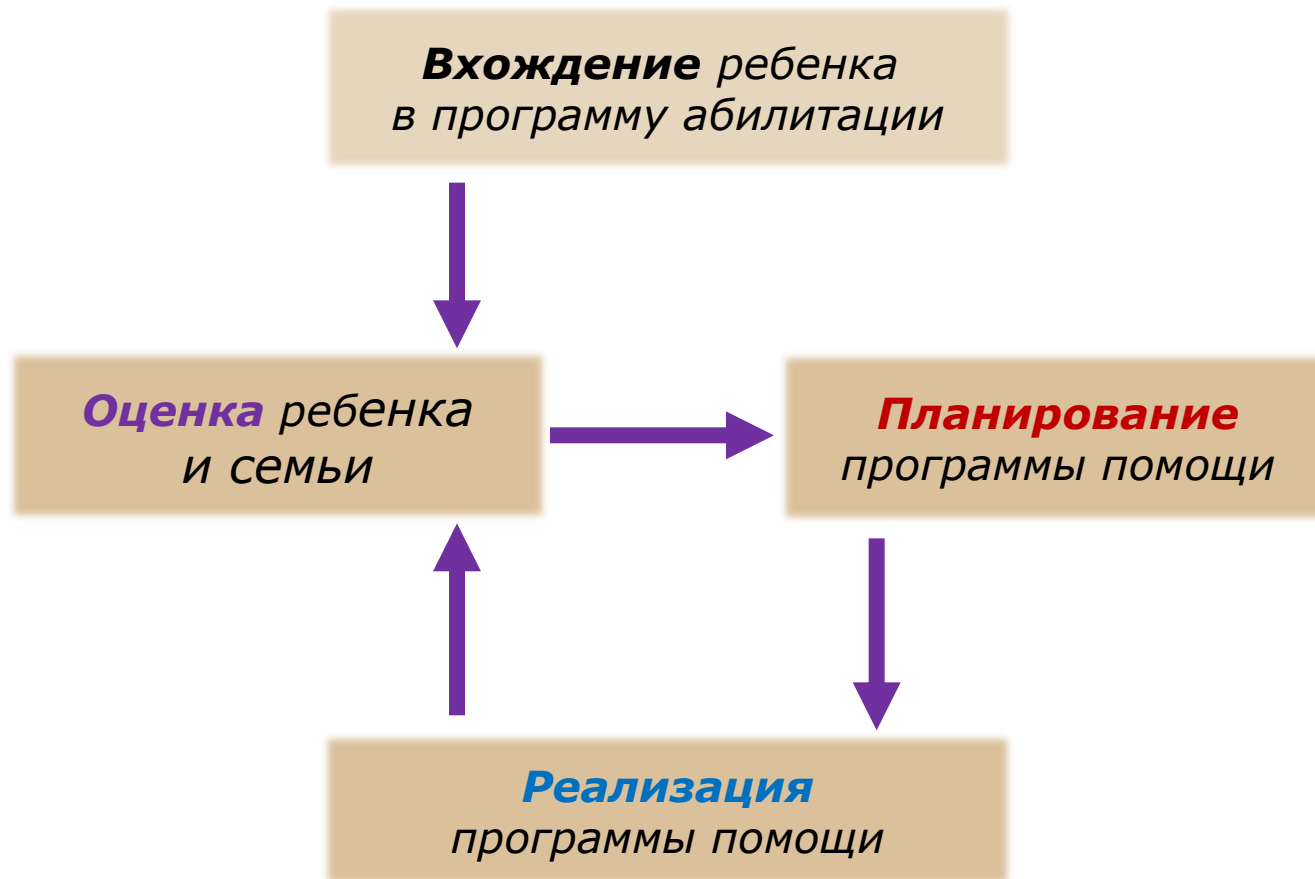 Вхождение ребенка
в программу абилитации
Оценка ребенка
и семьи
Планирование
программы помощи
Реализация
программы помощи